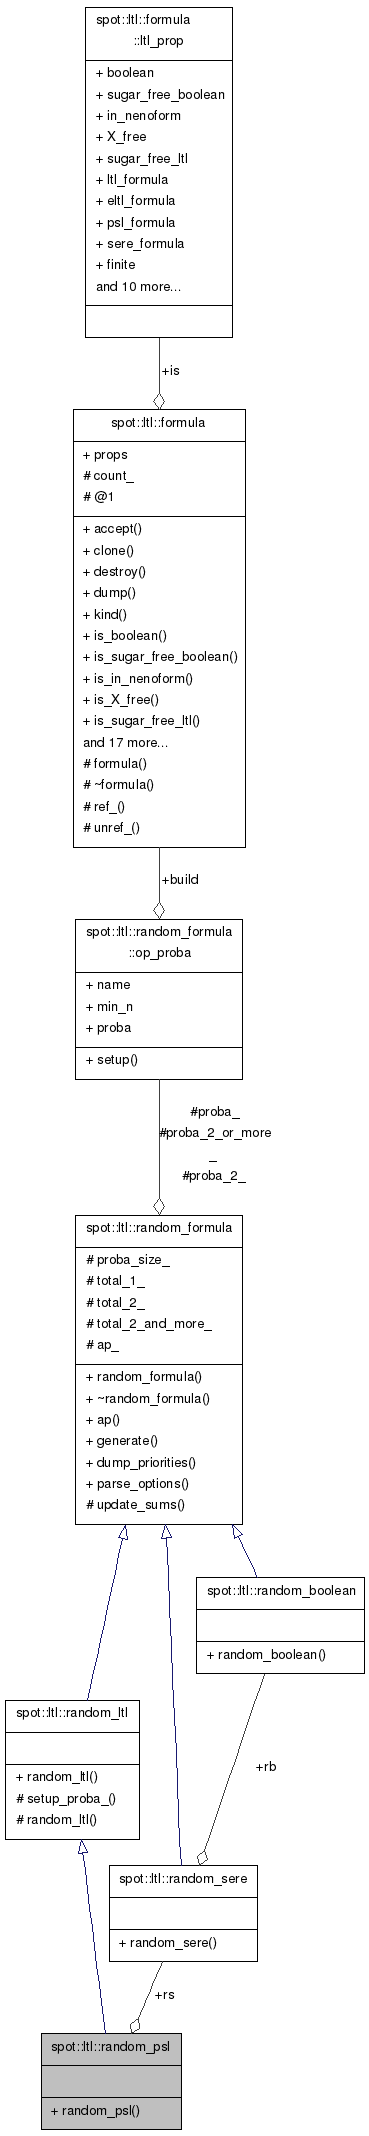 spot::ltl::formula
::ltl_prop
+ boolean
+ sugar_free_boolean
+ in_nenoform
+ X_free
+ sugar_free_ltl
+ ltl_formula
+ eltl_formula
+ psl_formula
+ sere_formula
+ finite
and 10 more...
+is
spot::ltl::formula
+ props
# count_
# @1
+ accept()
+ clone()
+ destroy()
+ dump()
+ kind()
+ is_boolean()
+ is_sugar_free_boolean()
+ is_in_nenoform()
+ is_X_free()
+ is_sugar_free_ltl()
and 17 more...
# formula()
# ~formula()
# ref_()
# unref_()
+build
spot::ltl::random_formula
::op_proba
+ name
+ min_n
+ proba
+ setup()
#proba_
#proba_2_or_more
_
#proba_2_
spot::ltl::random_formula
# proba_size_
# total_1_
# total_2_
# total_2_and_more_
# ap_
+ random_formula()
+ ~random_formula()
+ ap()
+ generate()
+ dump_priorities()
+ parse_options()
# update_sums()
spot::ltl::random_boolean
+ random_boolean()
spot::ltl::random_ltl
+ random_ltl()
# setup_proba_()
# random_ltl()
+rb
spot::ltl::random_sere
+ random_sere()
+rs
spot::ltl::random_psl
+ random_psl()